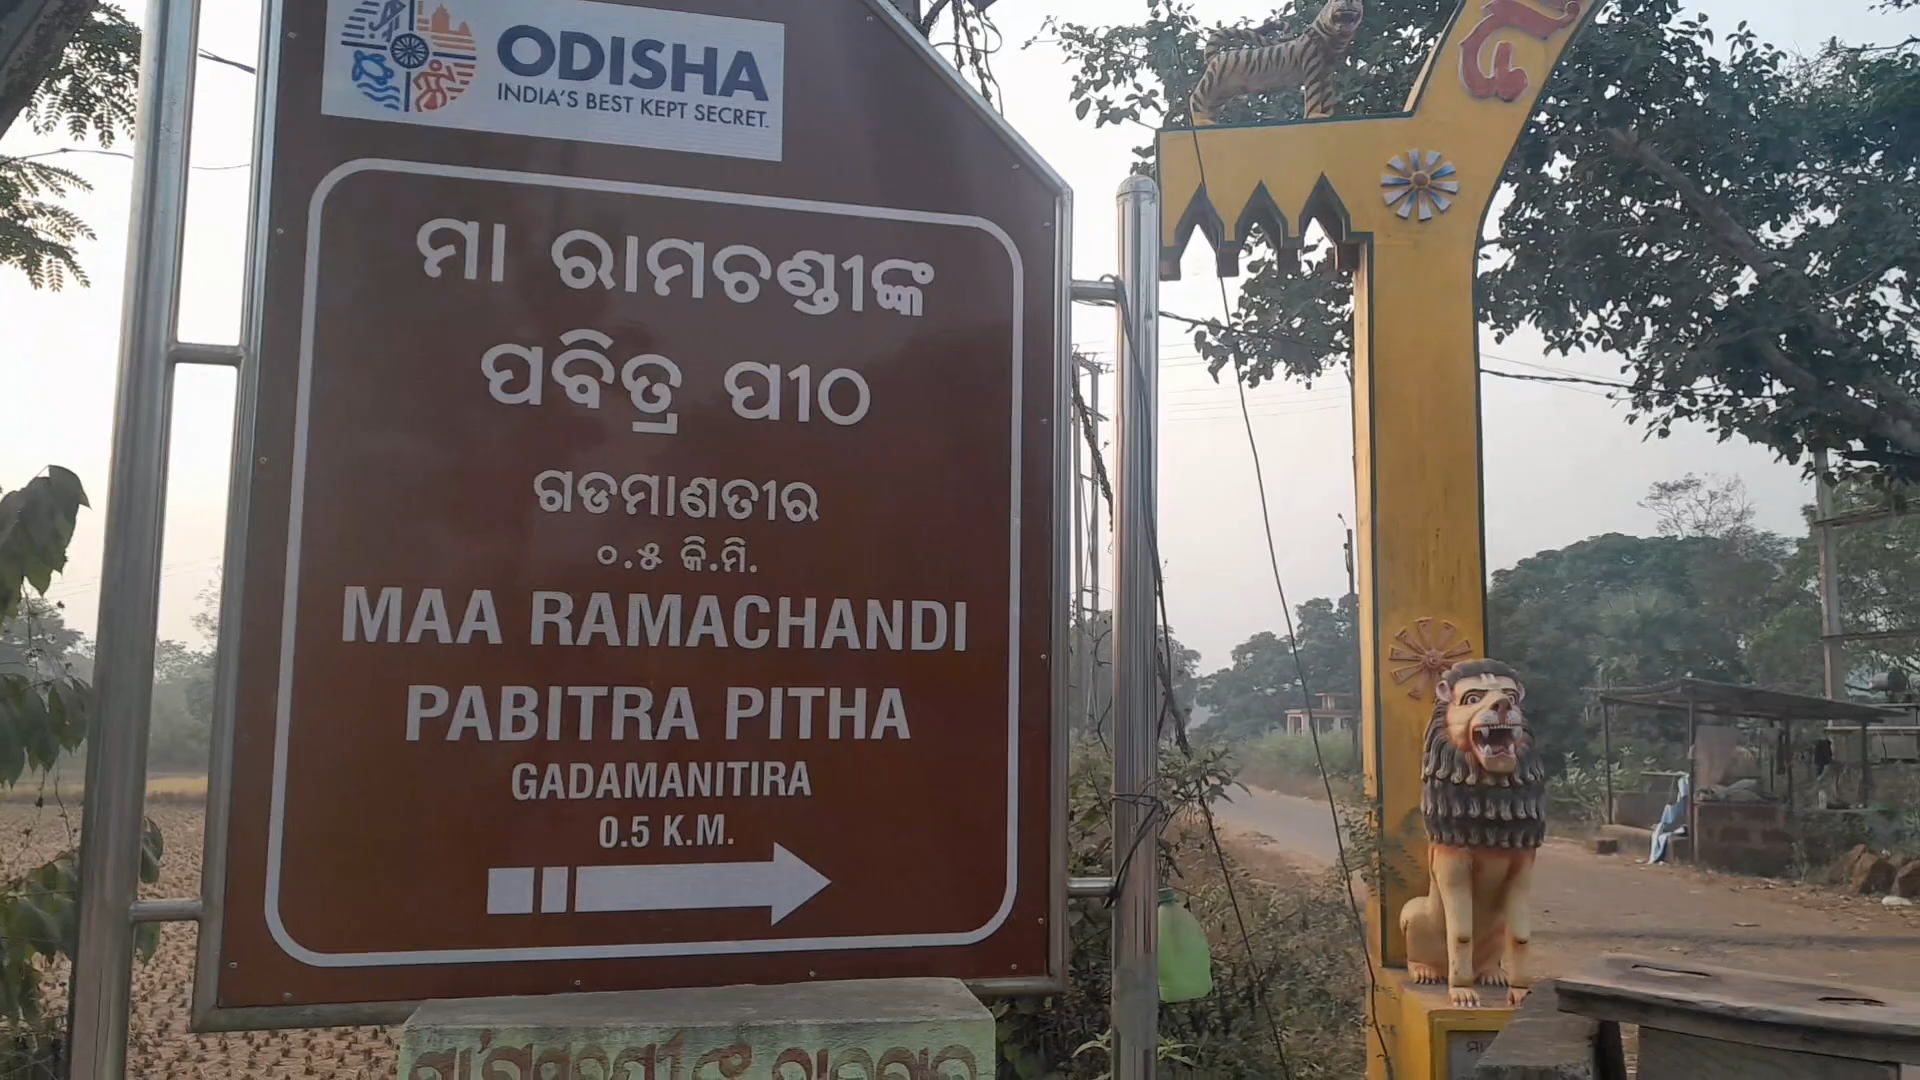 ODISHA
INDIA'S BEST KEPT SECRET.
ମା ରାମଚଣ୍ଡୀଙ୍କ
ପବିତ୍ର ପୀଠ
ଗଡମାଣତୀର
୦.୫ କି.ମି.
MAA RAMACHANDI
PABITRA PITHA
GADAMANITIRA
0.5 K.M.